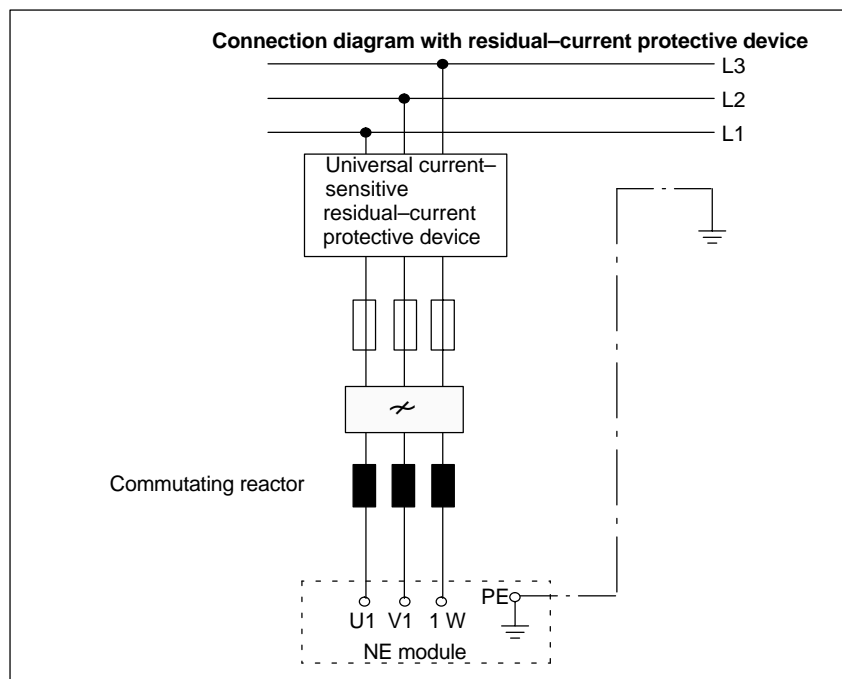 Connection diagram with residual–current protective device
L3
L2
L1
Universal current–
sensitive
residual–current
protective device
Commutating reactor
PE
U1 V1 1 W
NE module